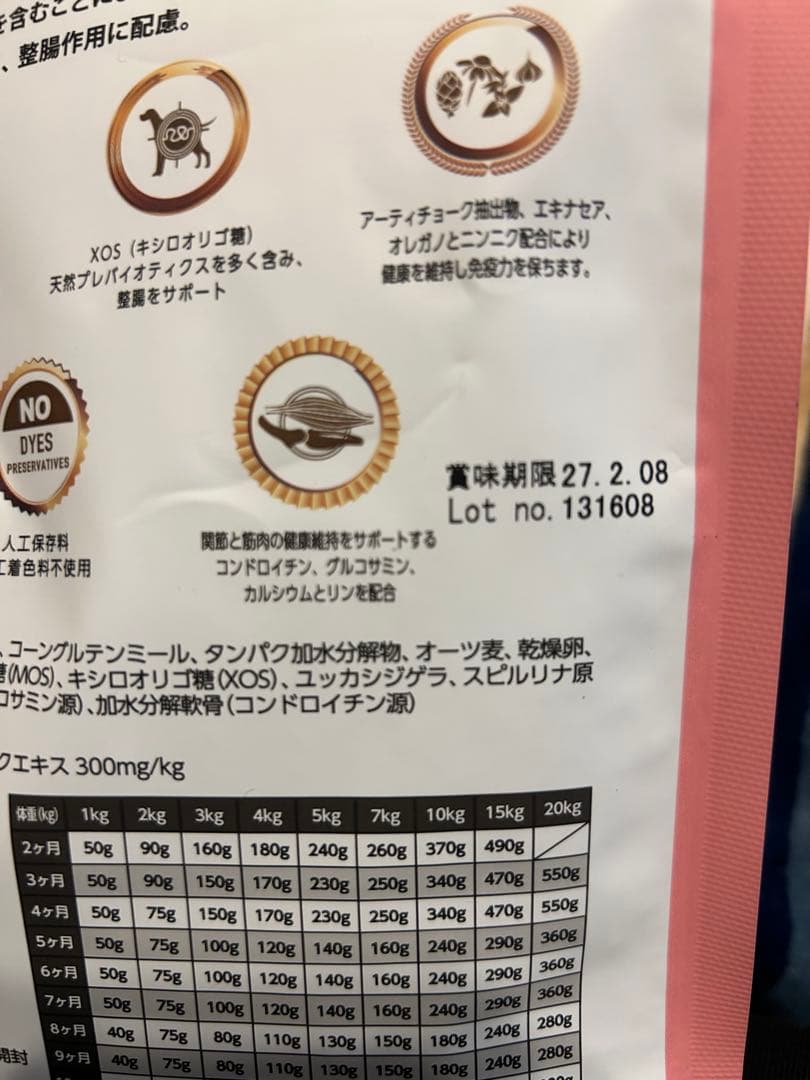 を含むことに
、整腸作用に配慮。
XOS（キシロオリゴ糖）
天然プレバイオティクスを多く含み、
整腸をサポート
アーティチョーク抽出物、エキナセア、
オレガノとニンニク配合により
健康を維持し免疫力を保ちます。
NO
DYES
PRESERVATIVES
人工保存料
工着色料不使用
関節と筋肉の健康維持をサポートする
コンドロイチン、グルコサミン、
カルシウムとリンを配合
賞味期限27.2.08
Lot no.131608
、コーングルテンミール、タンパク加水分解物、オーツ麦、乾燥卵、
糖(MOS)、キシロオリゴ糖(XOS)、ユッカシジゲラ、スピルリナ原
コサミン源)、加水分解軟骨(コンドロイチン源)
クエキス 300mg/kg
体重(kg) 1kg 2kg 3kg 4kg 5kg 7kg 10kg 15kg 20kg
2ヶ月 50g 90g 160g 180g 240g 260g 370g 490g
3ヶ月 50g 90g 150g 170g 230g 250g 340g 470g 550g
4ヶ月 50g 75g 150g 170g 230g 250g 340g 470g 550g
5ヶ月 50g 75g 100g 120g 140g 160g 240g 290g 360g
6ヶ月 50g 75g 100g 120g 140g 160g 240g 290g 360g
7ヶ月 50g 75g 100g 120g 140g 160g 240g 290g 360g
8ヶ月 40g 75g 80g 110g 130g 150g 180g 240g 280g
開封 9ヶ月 40g 75g 80g 110g 130g 150g 180g 240g 280g